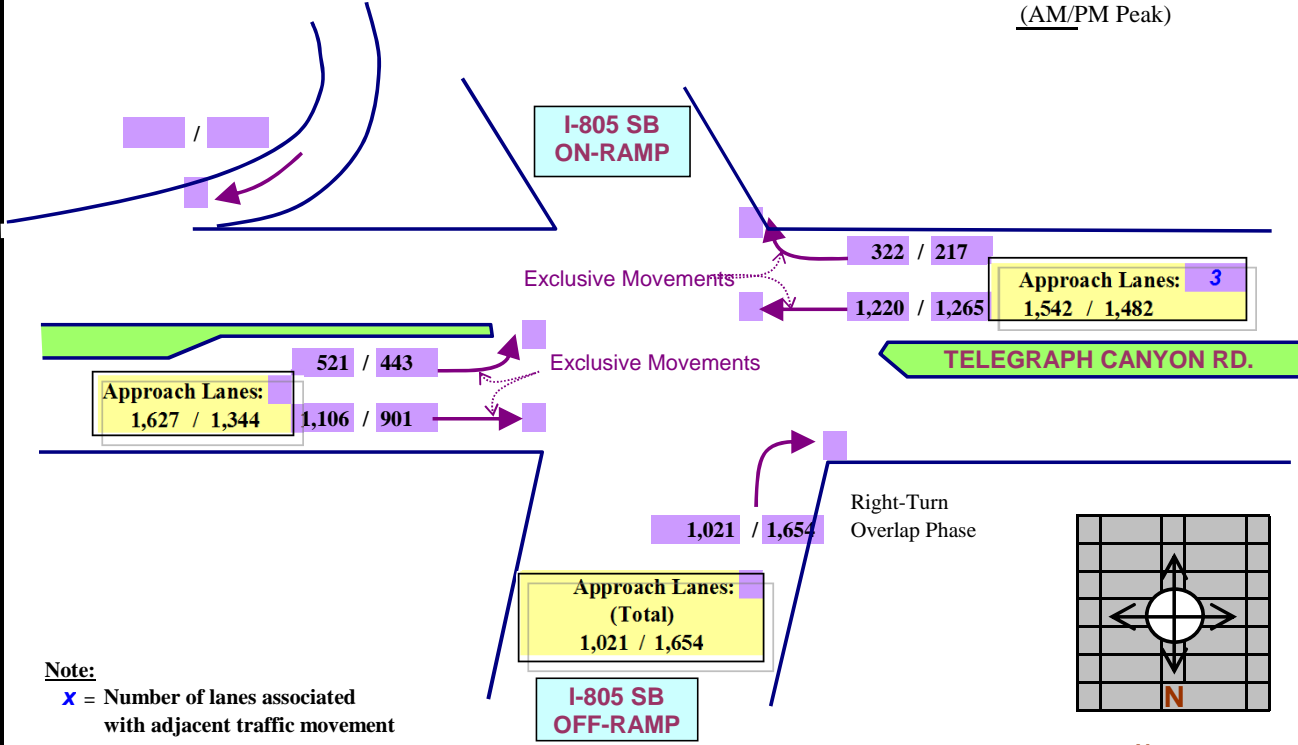 (AM/PM Peak)
I-805 SB
ON-RAMP
/
322 / 217
Exclusive Movements
Approach Lanes: 3
1,542 / 1,482
1,220 / 1,265
521 / 443
Exclusive Movements
TELEGRAPH CANYON RD.
Approach Lanes:
1,627 / 1,344
1,106 / 901
Right-Turn
Overlap Phase
1,021 / 1,654
Approach Lanes:
(Total)
1,021 / 1,654
Note:
x = Number of lanes associated
with adjacent traffic movement
I-805 SB
OFF-RAMP
N